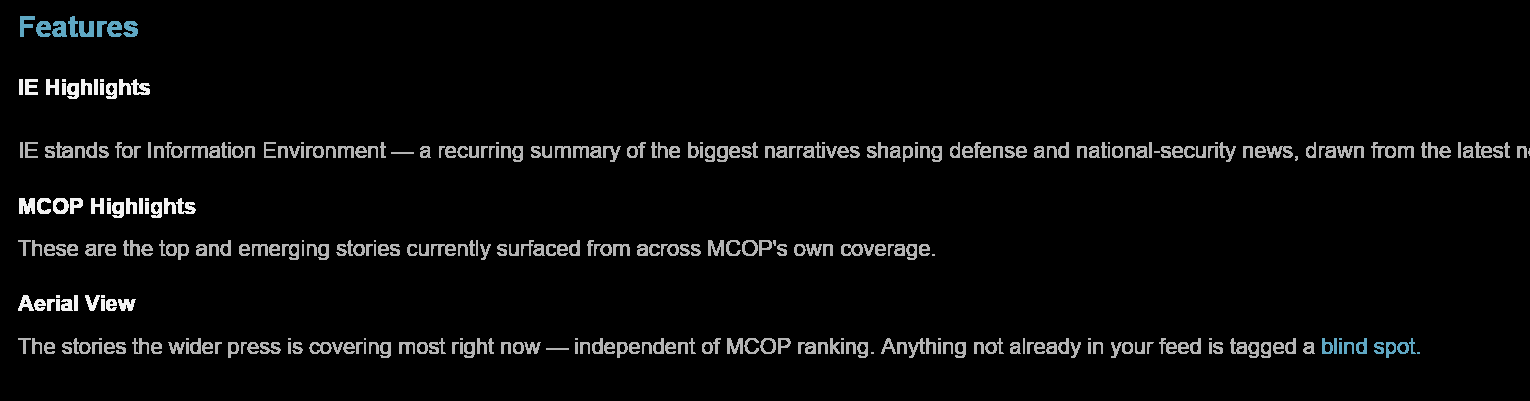 Features
IE Highlights
IE stands for Information Environment — a recurring summary of the biggest narratives shaping defense and national-security news, drawn from the latest
MCOP Highlights
These are the top and emerging stories currently surfaced from across MCOP's own coverage.
Aerial View
The stories the wider press is covering most right now — independent of MCOP ranking. Anything not already in your feed is tagged a blind spot.